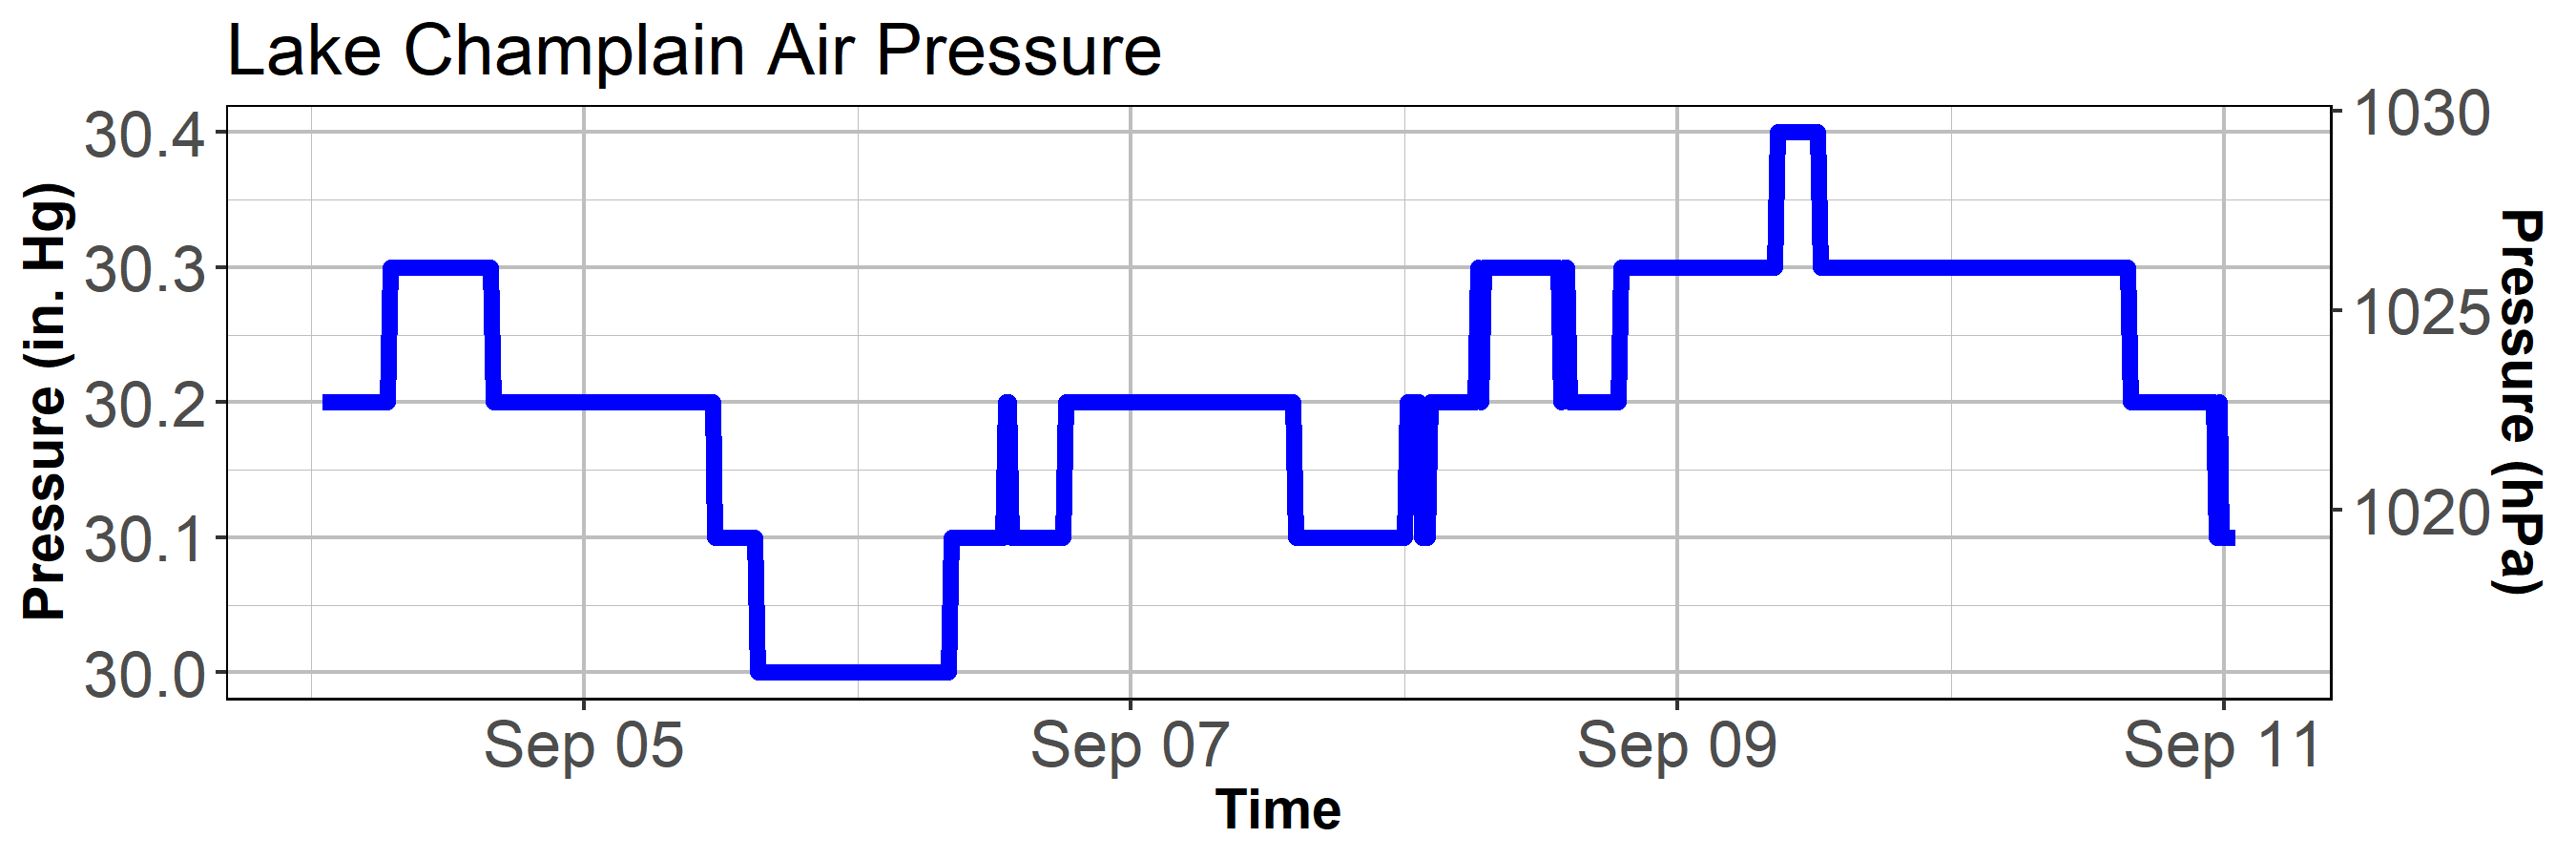 Lake Champlain Air Pressure
Pressure (in. Hg)
30.4
30.3
30.2
30.1
30.0
1030
1025
1020
Pressure (hPa)
Sep 05
Sep 07
Sep 09
Sep 11
Time